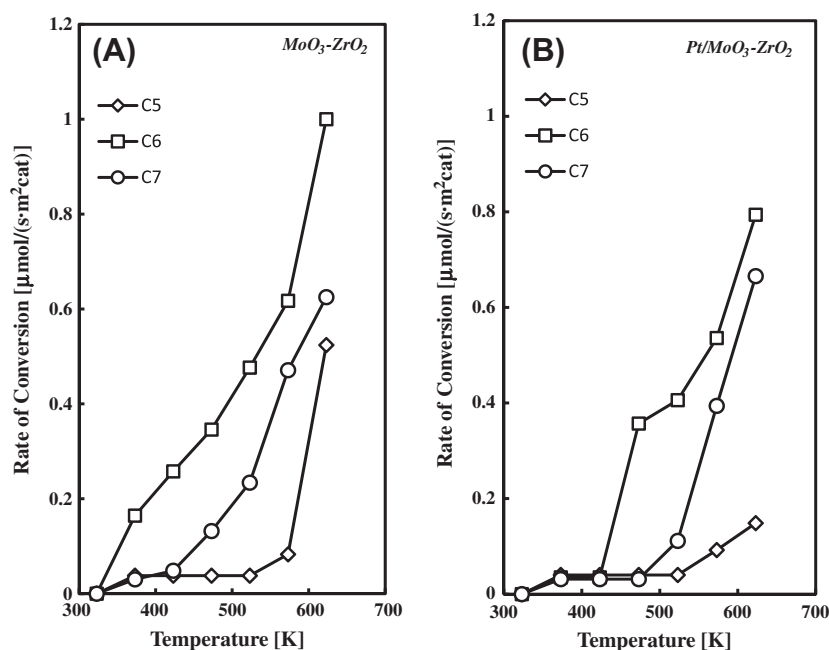 (A)
MoO₃-ZrO₂
C5
C6
C7
1.2
1
0.8
0.6
0.4
0.2
0
Rate of Conversion [μmol/(s·m²cat)]
300
400
500
600
700
Temperature [K]
(B)
Pt/MoO₃-ZrO₂
C5
C6
C7
1.2
1
0.8
0.6
0.4
0.2
0
Rate of Conversion [μmol/(s·m²cat)]
300
400
500
600
700
Temperature [K]